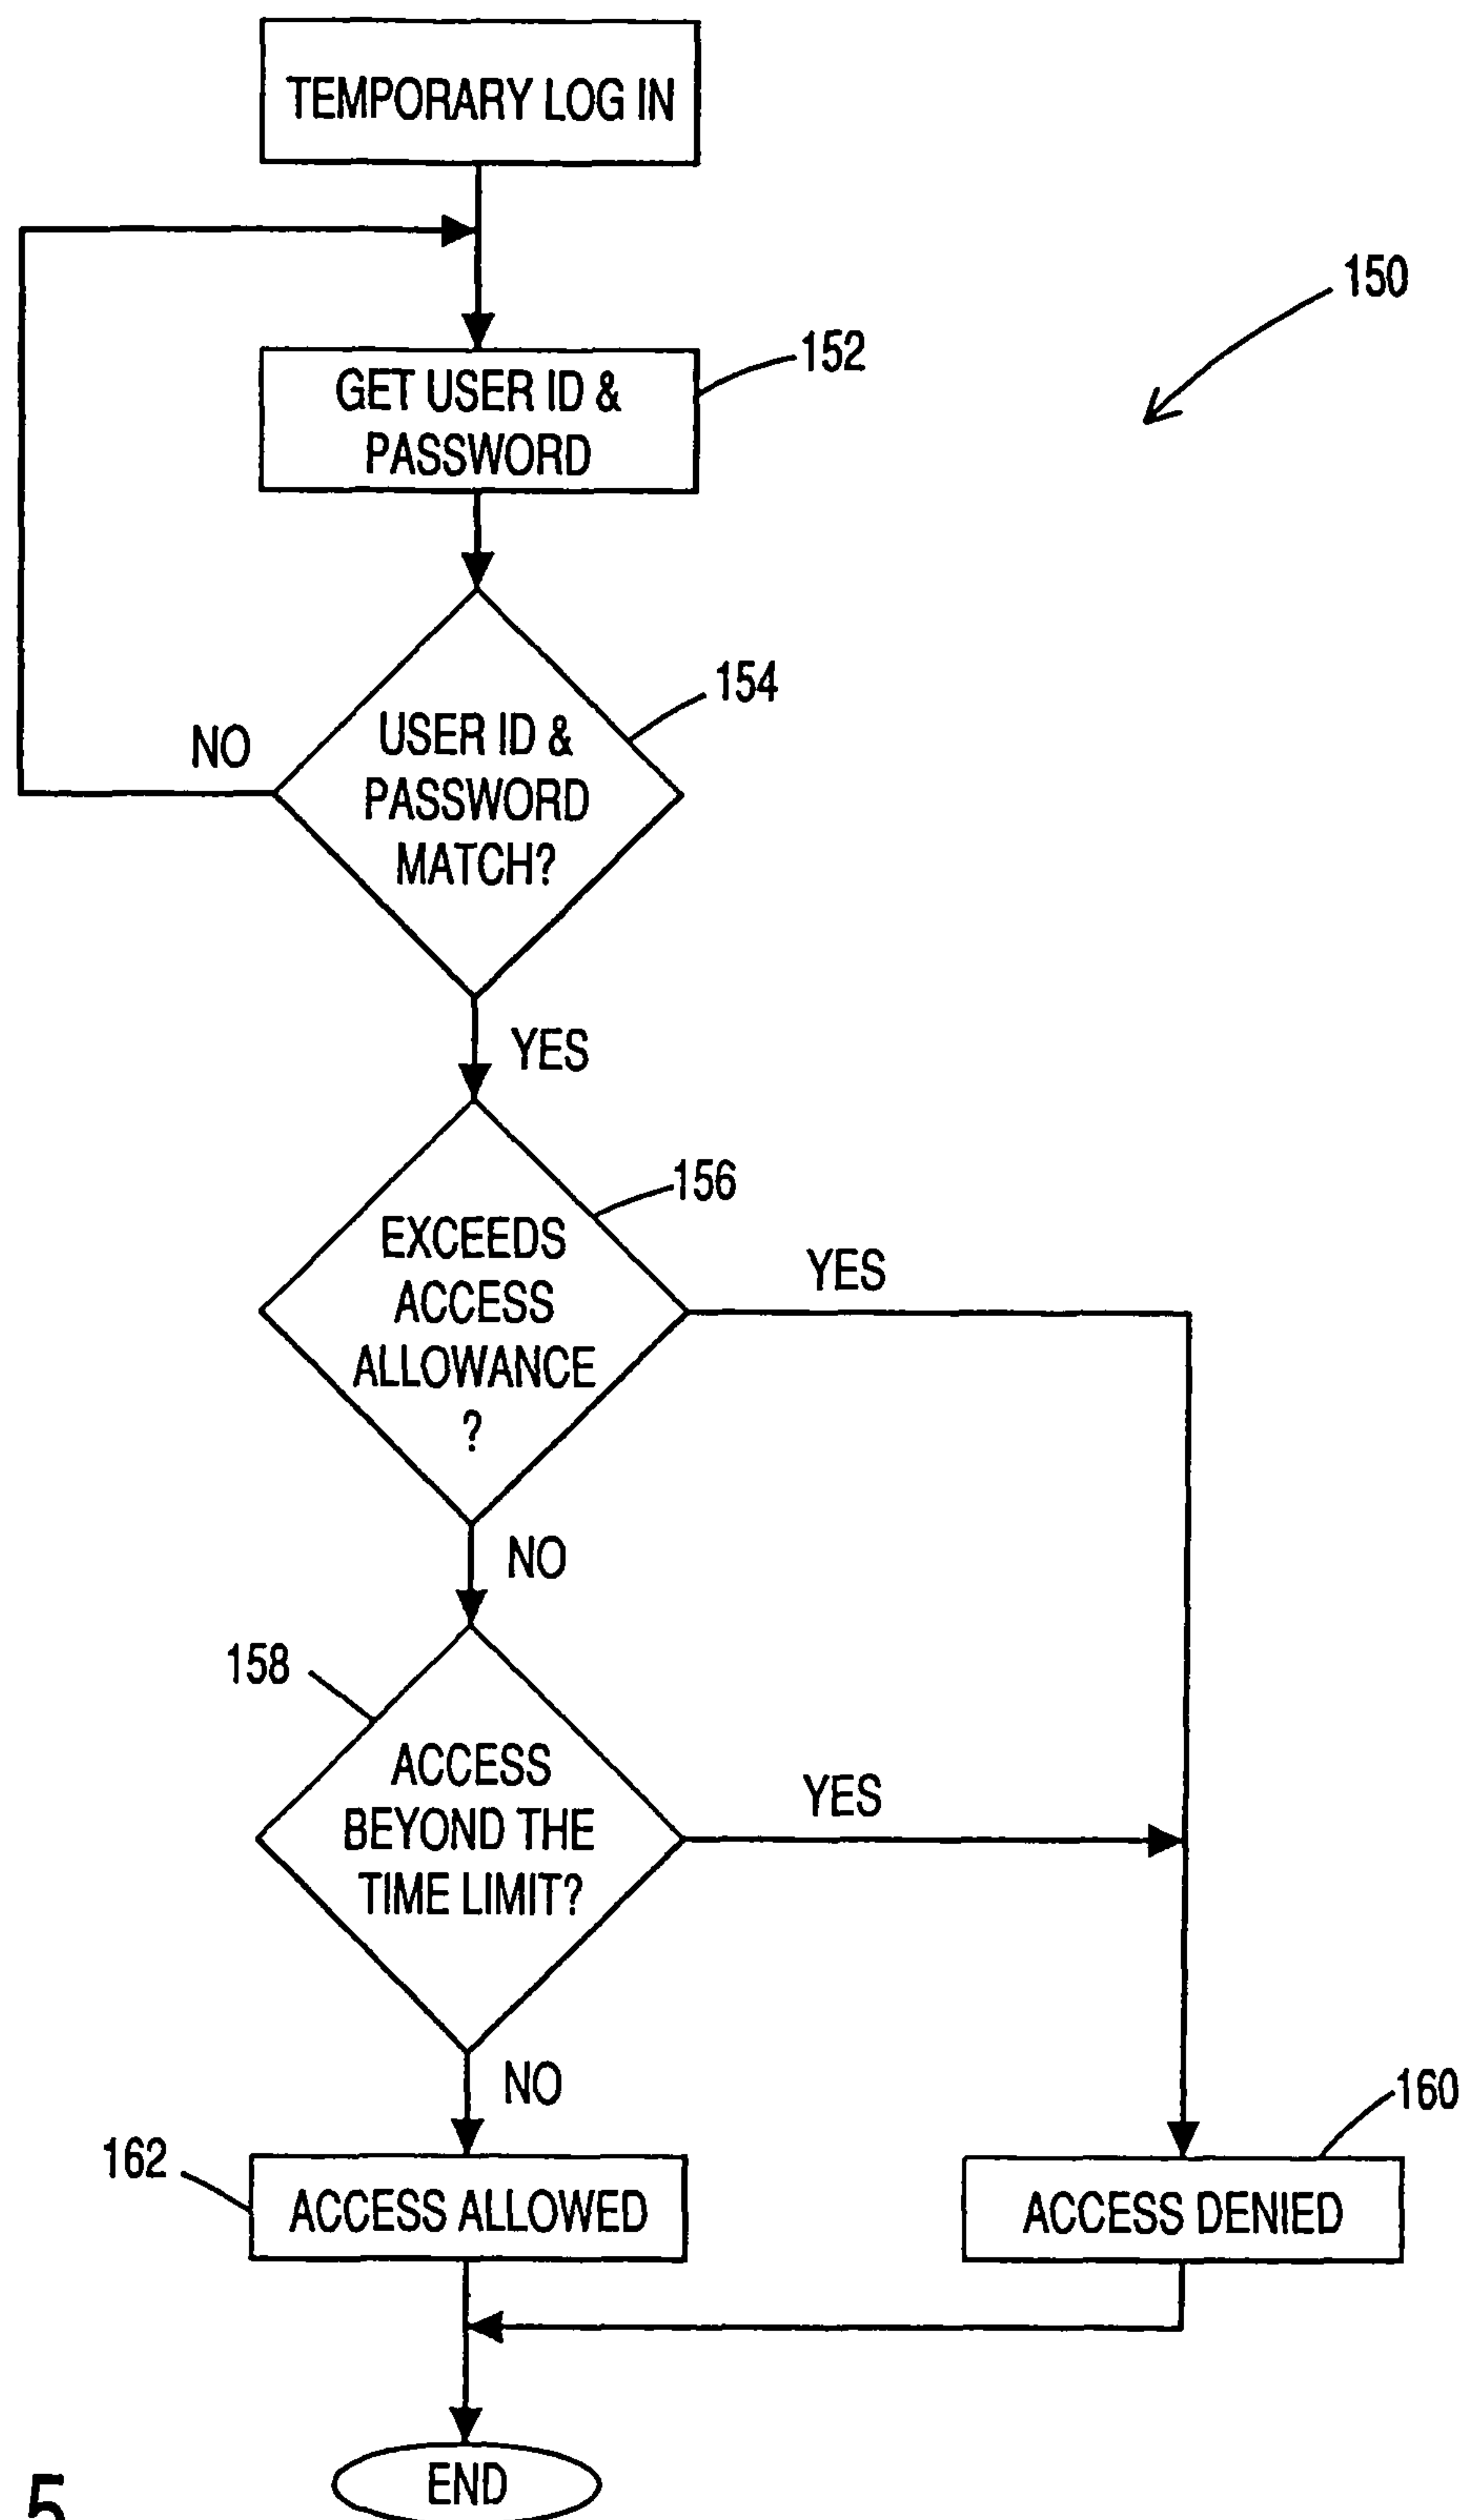 TEMPORARY LOG IN
150
152
GET USER ID &
PASSWORD
154
NO
USER ID &
PASSWORD
MATCH?
YES
156
EXCEEDS
ACCESS
ALLOWANCE
?
YES
NO
158
ACCESS
BEYOND THE
TIME LIMIT?
YES
NO
160
162
ACCESS ALLOWED
ACCESS DENIED
END
5